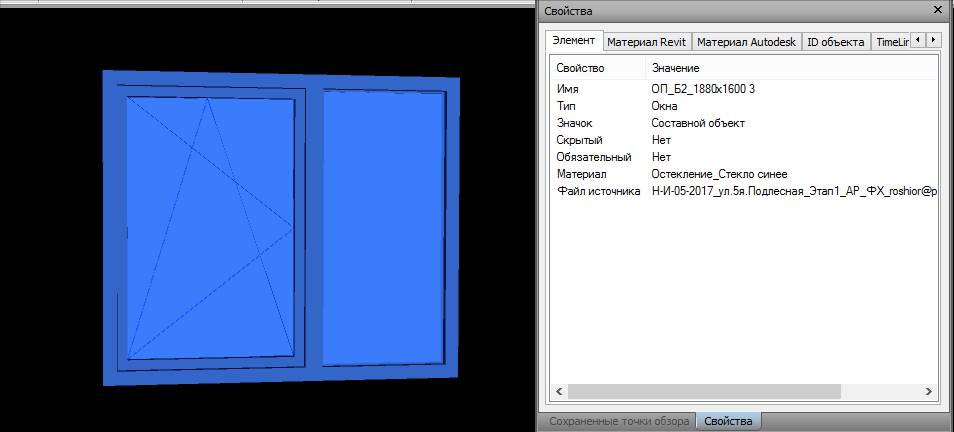 Свойства
Элемент Материал Revit Материал Autodesk ID объекта TimeLir
Свойство Значение
Имя ОП_Б2_1880x1600 3
Тип Окна
Значок Составной объект
Скрытый Нет
Обязательный Нет
Материал Остекление_Стекло синее
Файл источника Н-И-05-2017_ул.5я.Подлесная_Этап1_АР_ФХ_roshior@p
Сохраненные точки обзора Свойства